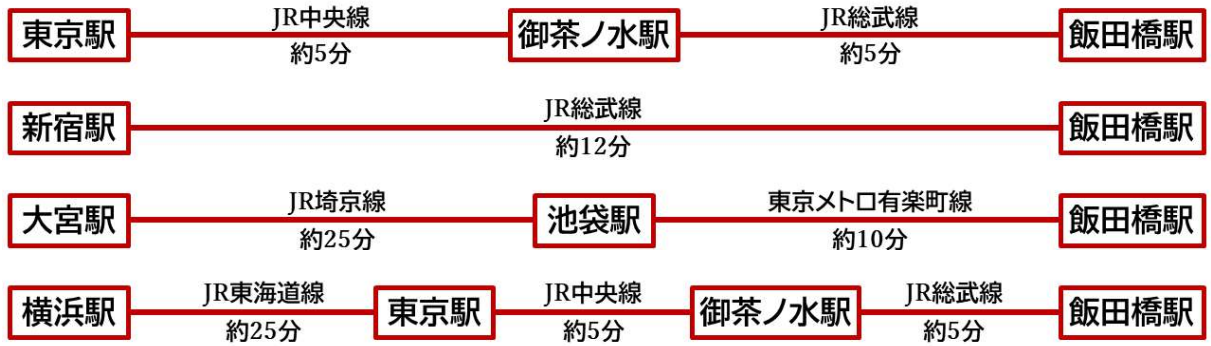 JR中央線 JR総武線
東京駅 御茶ノ水駅 飯田橋駅
約5分 約5分
JR総武線
新宿駅 飯田橋駅
約12分
JR埼京線 東京メトロ有楽町線
大宮駅 池袋駅 飯田橋駅
約25分 約10分
JR東海道線 JR中央線 JR総武線
横浜駅 東京駅 御茶ノ水駅 飯田橋駅
約25分 約5分 約5分